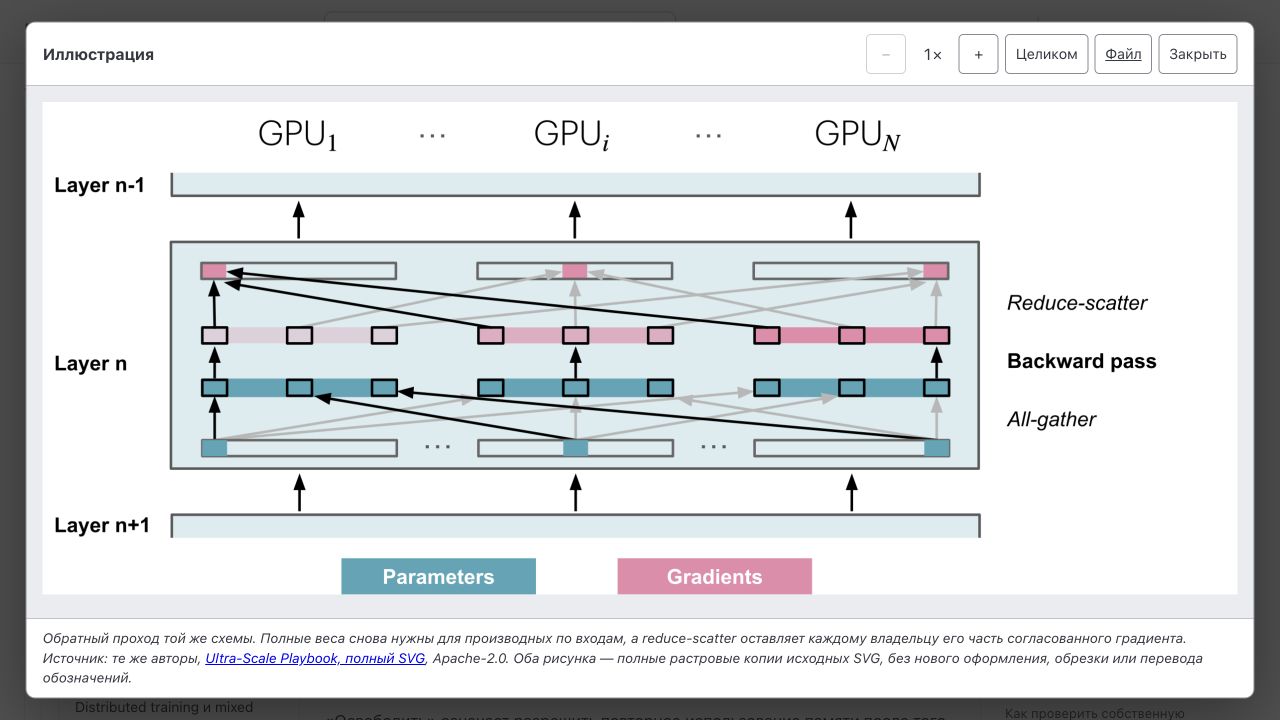 Иллюстрация
−
1×
+
Целиком
Файл
Закрыть
GPU1 ... GPUi ... GPUN
Layer n-1
Reduce-scatter
Layer n
Backward pass
All-gather
... ...
Layer n+1
Parameters
Gradients
Обратный проход той же схемы. Полные веса снова нужны для производных по входам, а reduce-scatter оставляет каждому владельцу его часть согласованного градиента.
Источник: те же авторы, Ultra-Scale Playbook, полный SVG, Apache-2.0. Оба рисунка — полные растровые копии исходных SVG, без нового оформления, обрезки или перевода
обозначений.
Distributed training и mixed
Как проверить собственную